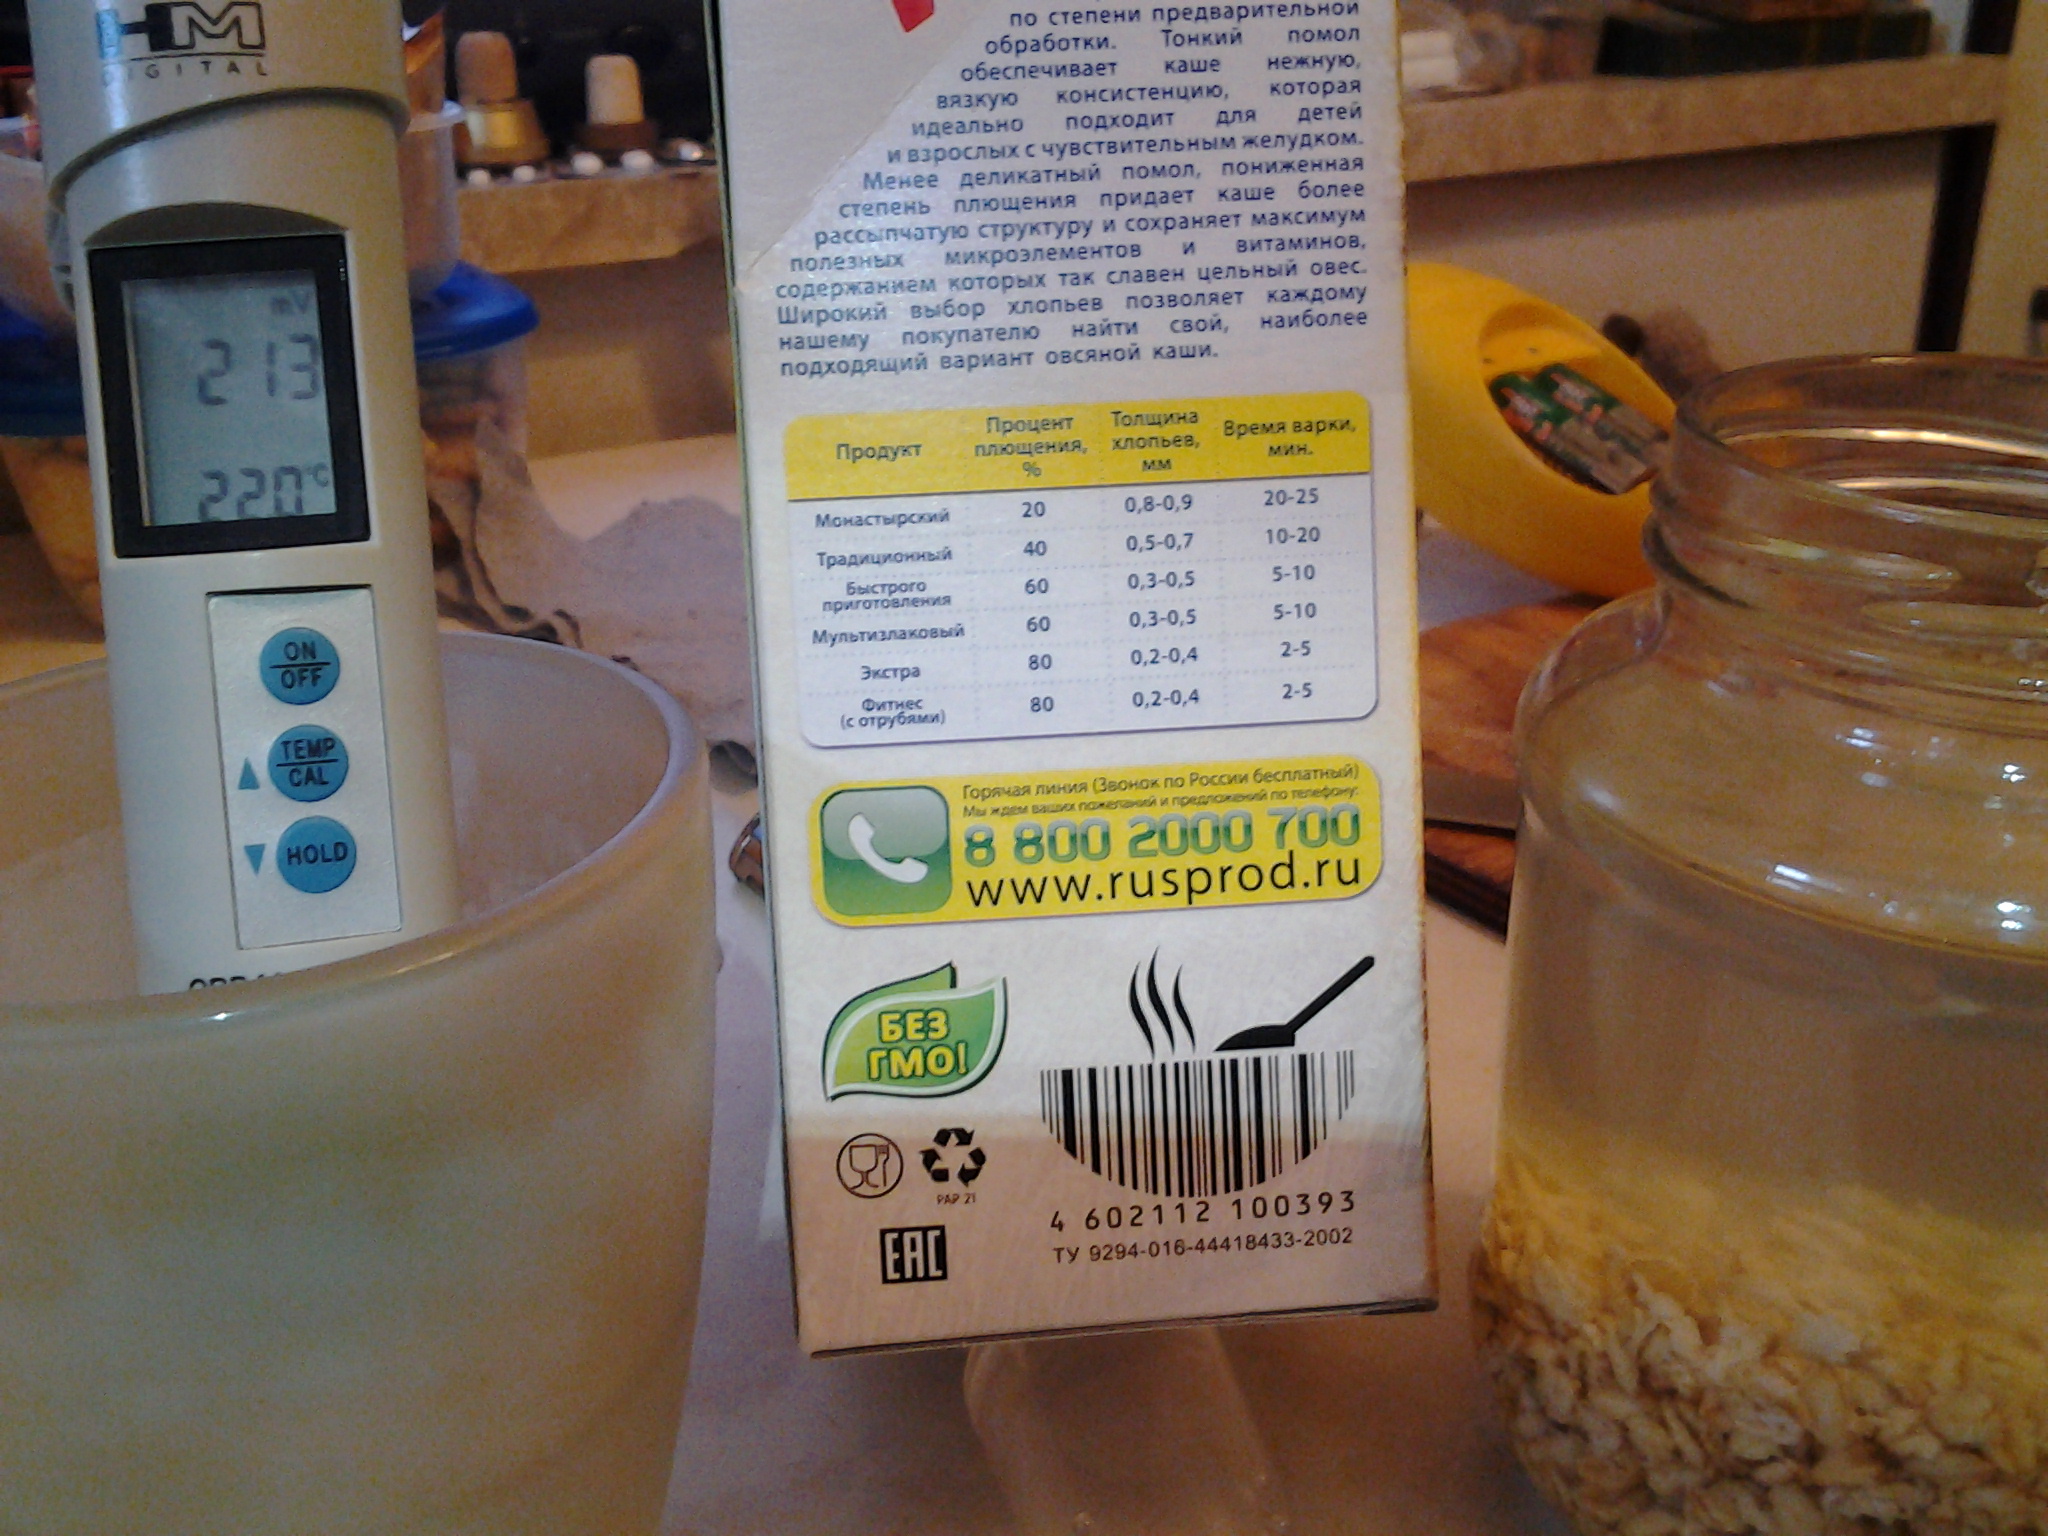 HM
DIGITAL
mV
213
22.0°C
ON
OFF
TEMP
CAL
HOLD
по степени предварительной
обработки. Тонкий помол
обеспечивает каше нежную,
вязкую консистенцию, которая
идеально подходит для детей
и взрослых с чувствительным желудком.
Менее деликатный помол, пониженная
степень плющения придает каше более
рассыпчатую структуру и сохраняет максимум
полезных микроэлементов и витаминов,
содержанием которых так славен цельный овес.
Широкий выбор хлопьев позволяет каждому
нашему покупателю найти свой, наиболее
подходящий вариант овсяной каши.
Продукт Процент плющения, % Толщина хлопьев, мм Время варки, мин.
Монастырский 20 0,8-0,9 20-25
Традиционный 40 0,5-0,7 10-20
Быстрого приготовления 60 0,3-0,5 5-10
Мультизлаковый 60 0,3-0,5 5-10
Экстра 80 0,2-0,4 2-5
Фитнес (с отрубями) 80 0,2-0,4 2-5
Горячая линия (Звонок по России бесплатный)
Мы ждем ваших пожеланий и предложений по телефону:
8 800 2000 700
www.rusprod.ru
БЕЗ
ГМО!
PAP 21
EAC
4 602112 100393
ТУ 9294-016-44418433-2002